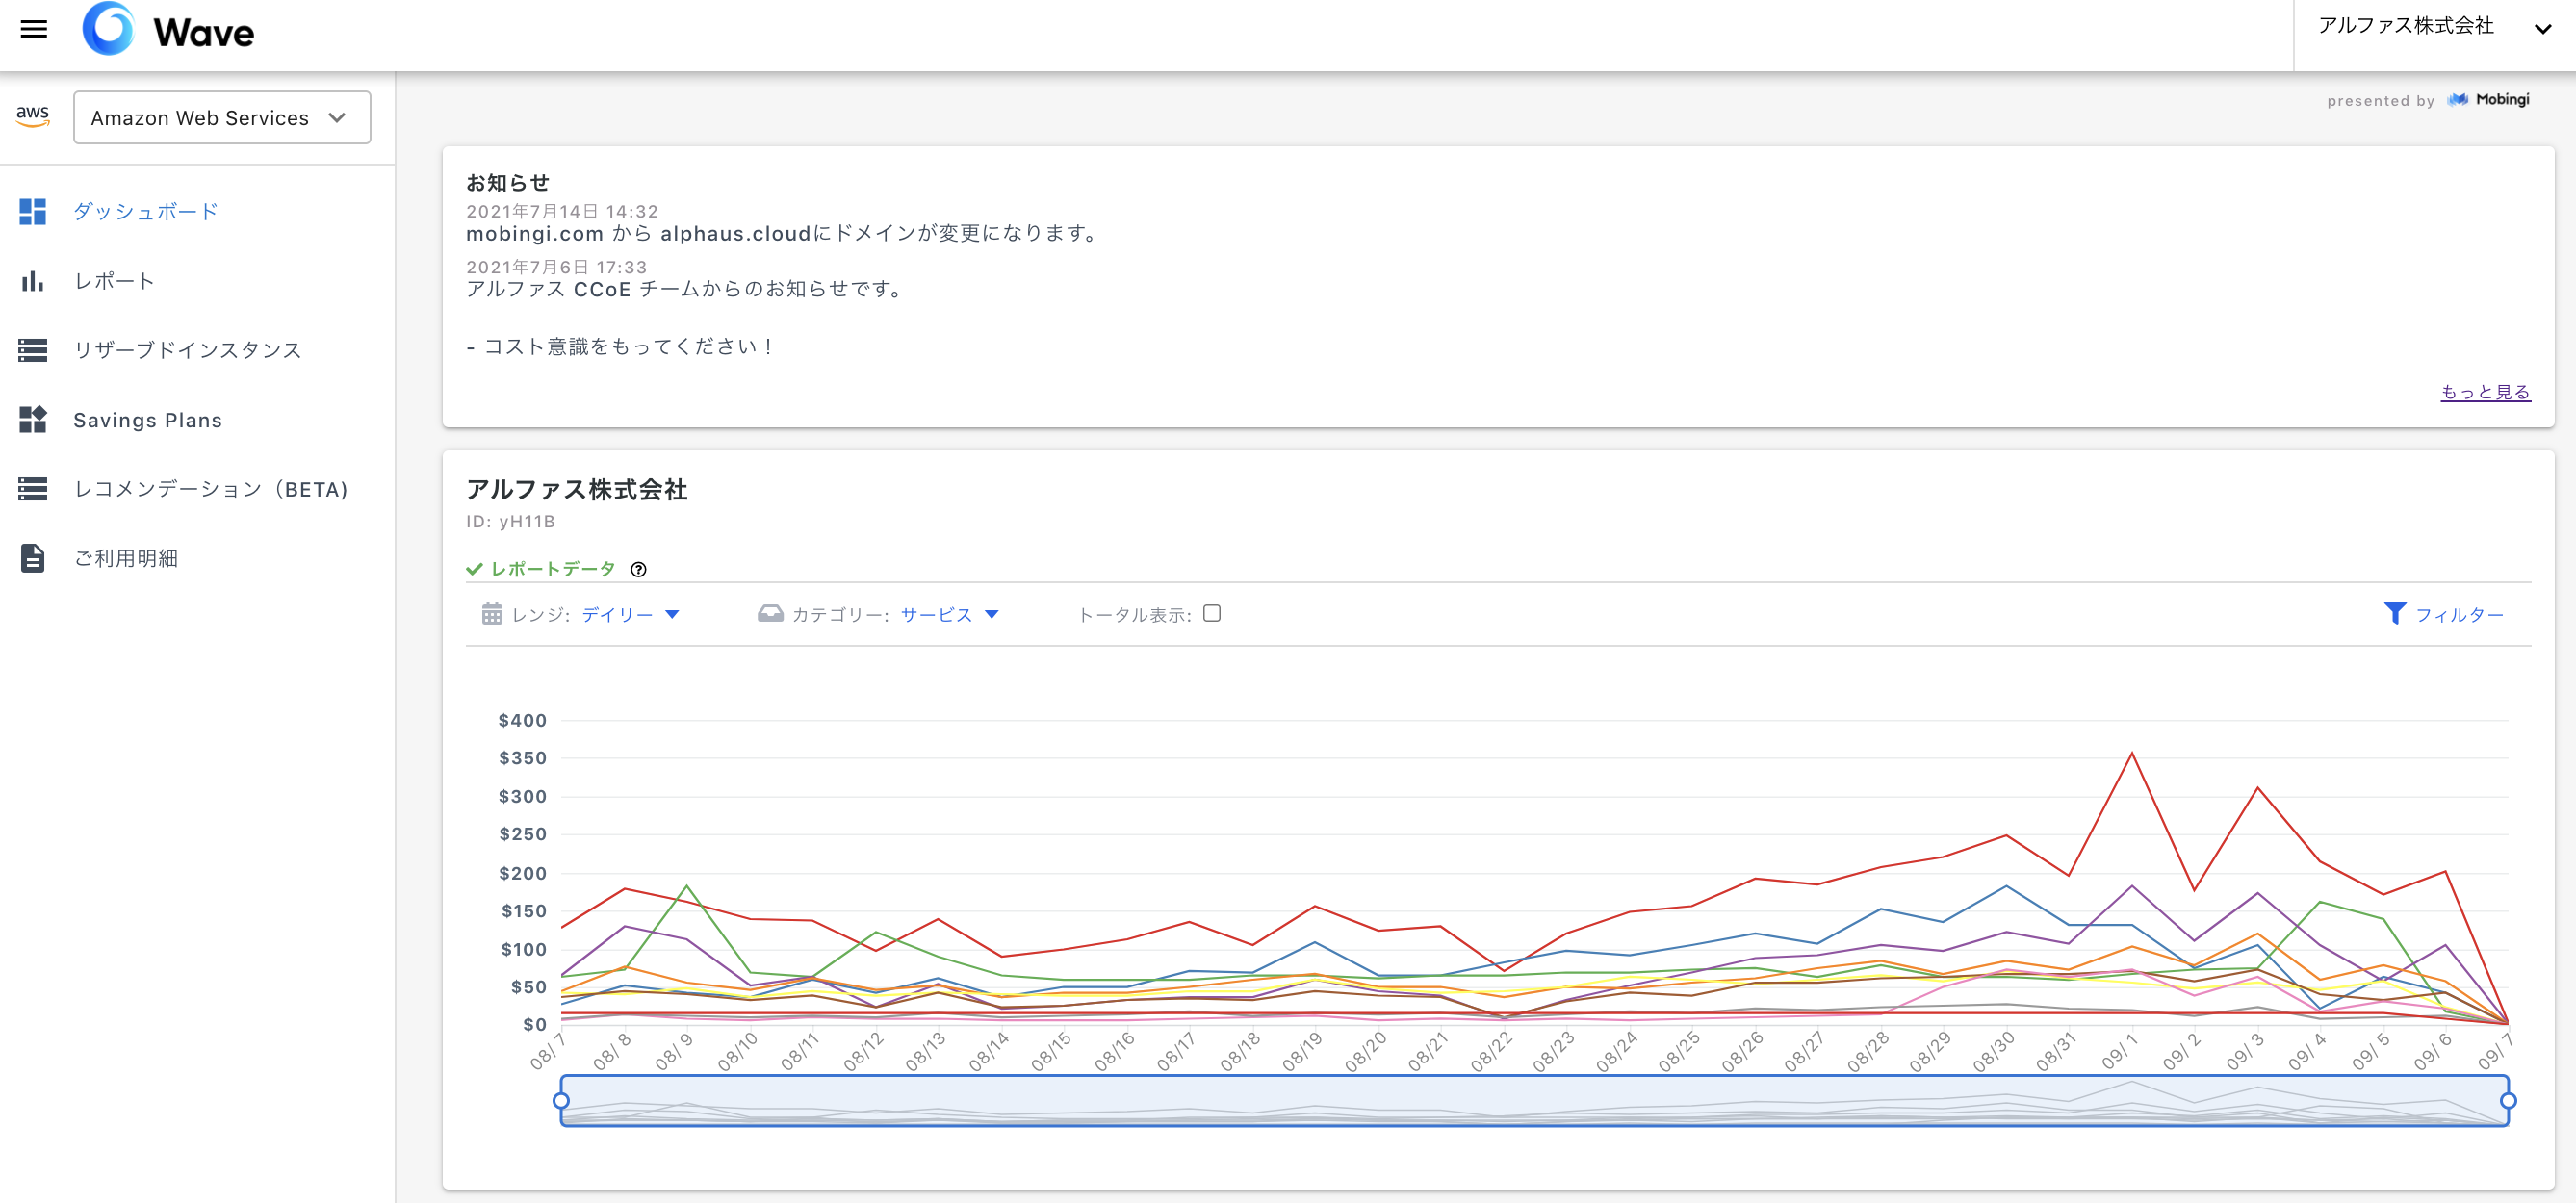 Wave
アルファス株式会社
aws
Amazon Web Services
presented by Mobingi
ダッシュボード
レポート
リザーブドインスタンス
Savings Plans
レコメンデーション（BETA)
ご利用明細
お知らせ
2021年7月14日 14:32
mobingi.com から alphaus.cloudにドメインが変更になります。
2021年7月6日 17:33
アルファス CCoE チームからのお知らせです。
- コスト意識をもってください！
もっと見る
アルファス株式会社
ID: yH11B
レポートデータ ?
レンジ: デイリー カテゴリー: サービス トータル表示: フィルター
$400
$350
$300
$250
$200
$150
$100
$50
$0
08/ 7 08/ 8 08/ 9 08/10 08/11 08/12 08/13 08/14 08/15 08/16 08/17 08/18 08/19 08/20 08/21 08/22 08/23 08/24 08/25 08/26 08/27 08/28 08/29 08/30 08/31 09/ 1 09/ 2 09/ 3 09/ 4 09/ 5 09/ 6 09/ 7